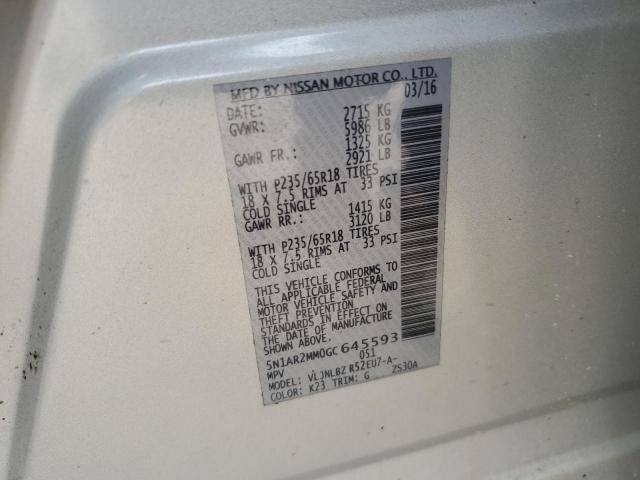 MFD BY NISSAN MOTOR CO., LTD.
DATE: 03/16
GVWR: 2715 KG
5986 LB
GAWR FR.: 1325 KG
2921 LB
WITH P235/65R18 TIRES
18 X 7.5 RIMS AT 33 PSI
COLD SINGLE
GAWR RR.: 1415 KG
3120 LB
WITH P235/65R18 TIRES
18 X 7.5 RIMS AT 33 PSI
COLD SINGLE
THIS VEHICLE CONFORMS TO
ALL APPLICABLE FEDERAL
MOTOR VEHICLE SAFETY AND
THEFT PREVENTION
STANDARDS IN EFFECT ON
THE DATE OF MANUFACTURE
SHOWN ABOVE.
5N1AR2MM0GC645593
MPV 051
MODEL: VLJNLBZ R52EU7-A-
COLOR: K23 TRIM: G ZS30A